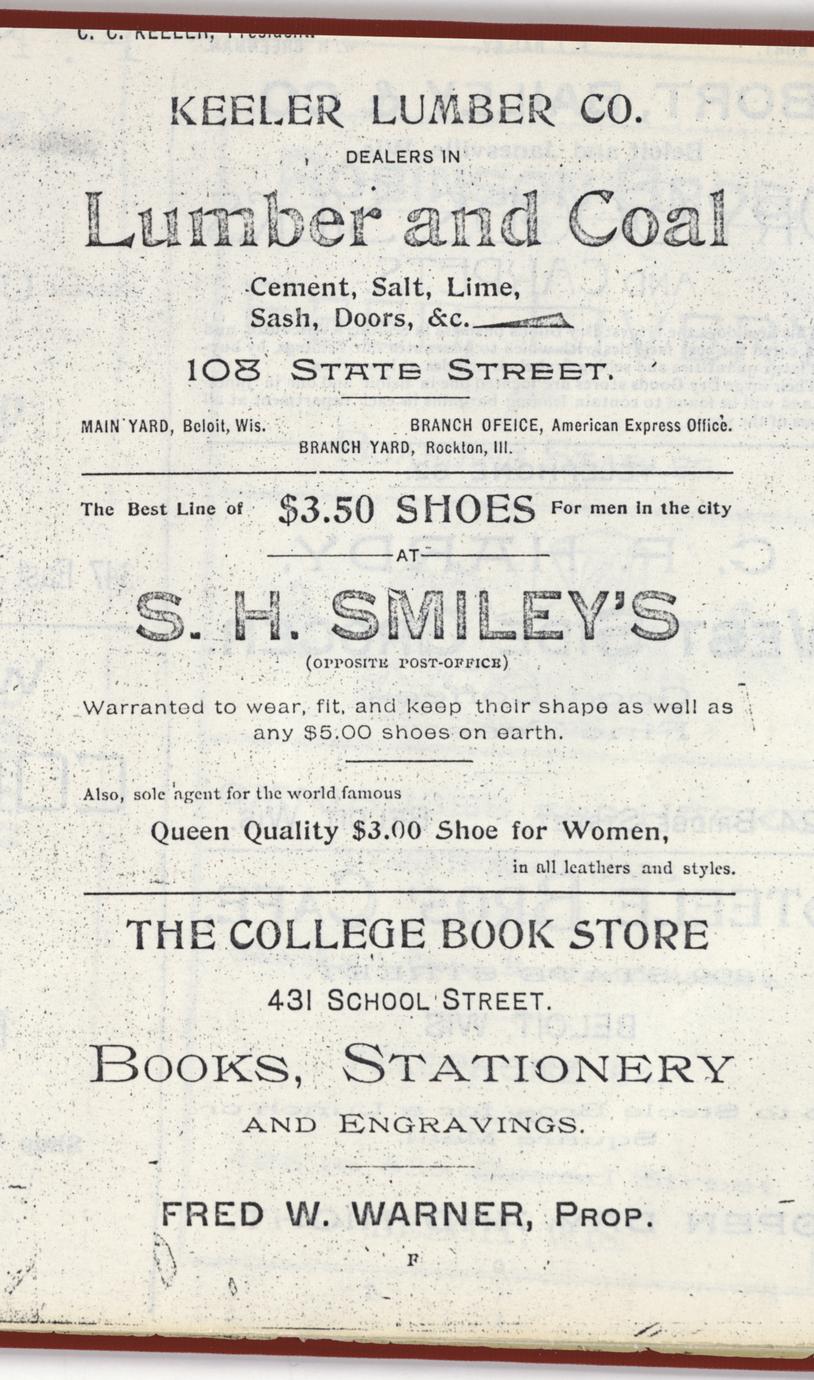 C. C. KEELER, President.
KEELER LUMBER CO.
DEALERS IN
Lumber and Coal
Cement, Salt, Lime,
Sash, Doors, &c.
108 STATE STREET.
MAIN YARD, Beloit, Wis. BRANCH OFEICE, American Express Office.
BRANCH YARD, Rockton, Ill.
The Best Line of $3.50 SHOES For men in the city
AT
S. H. SMILEY'S
(OPPOSITE POST-OFFICE)
Warranted to wear, fit, and keep their shape as well as
any $5.00 shoes on earth.
Also, sole agent for the world famous
Queen Quality $3.00 Shoe for Women,
in all leathers and styles.
THE COLLEGE BOOK STORE
431 SCHOOL STREET.
BOOKS, STATIONERY
AND ENGRAVINGS.
FRED W. WARNER, PROP.
F